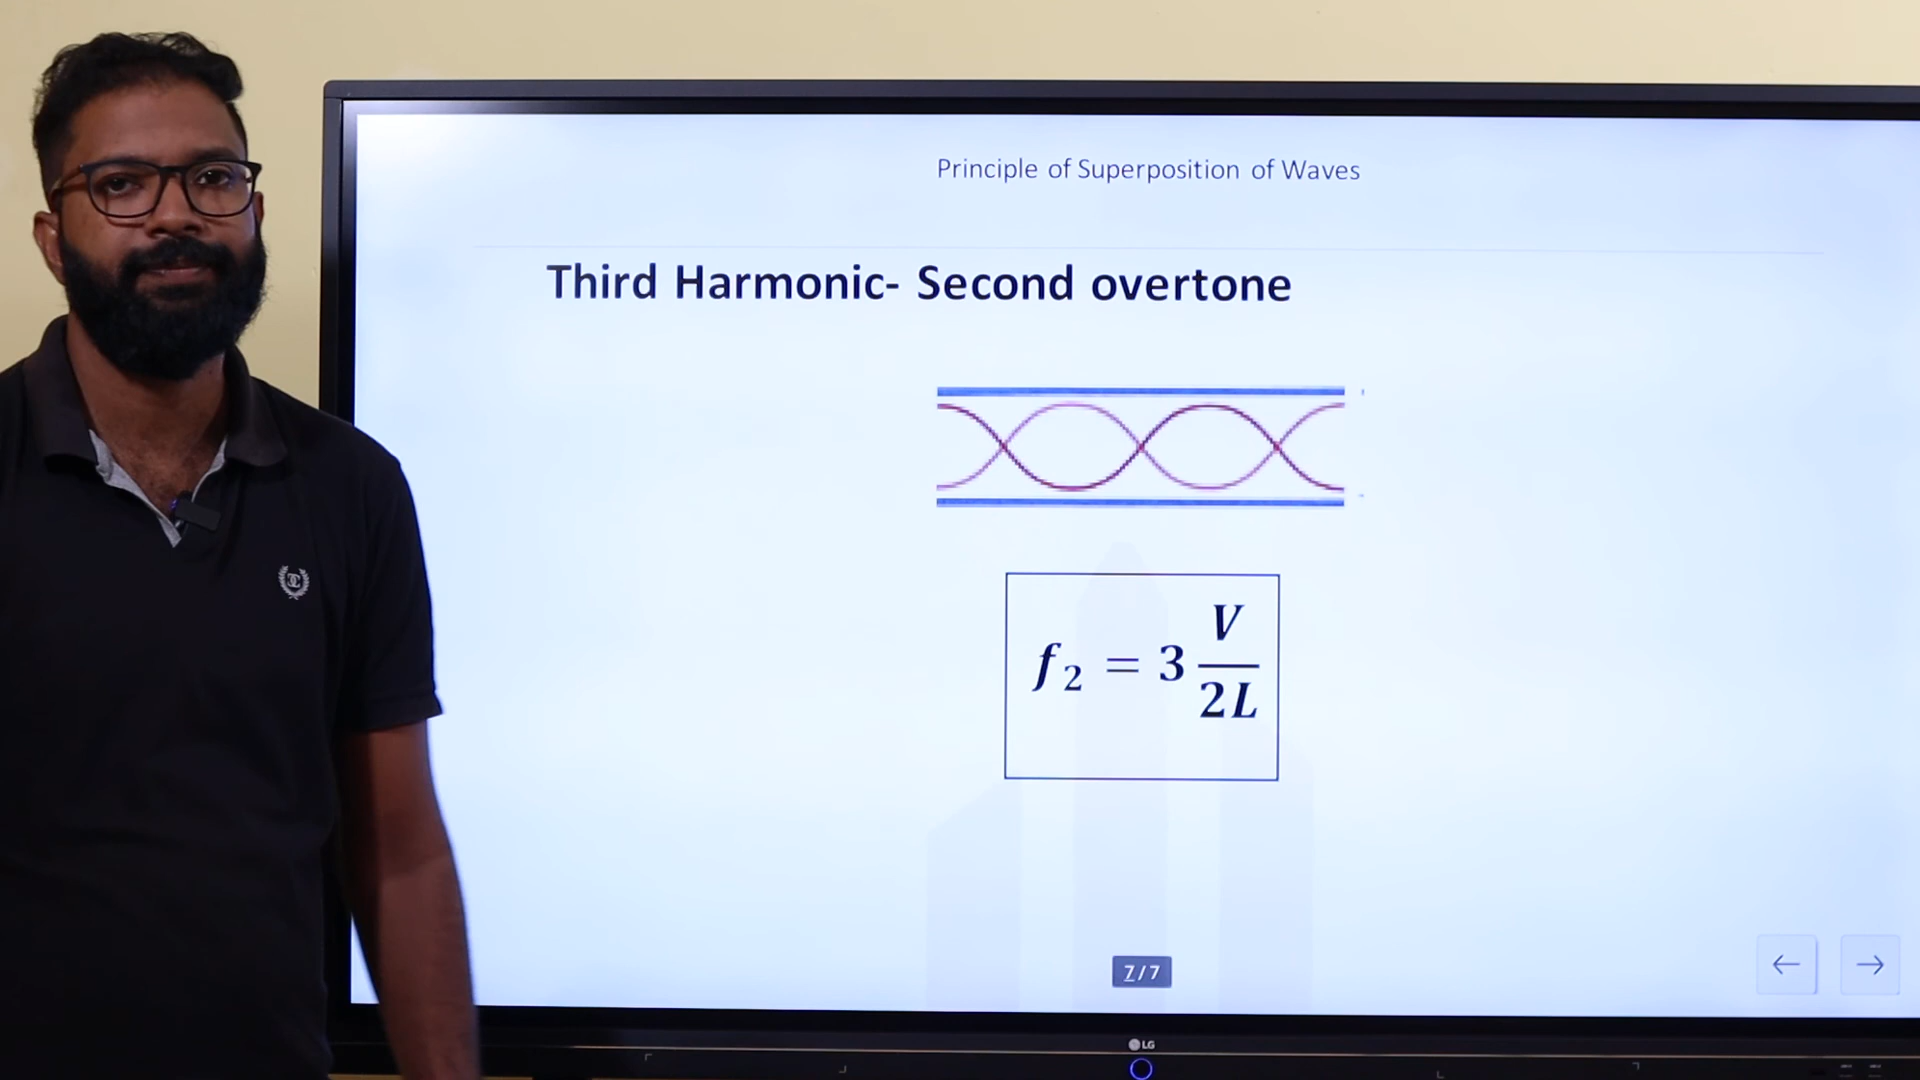 Principle of Superposition of Waves
Third Harmonic- Second overtone
f₂ = 3 V/2L
7/7
LG